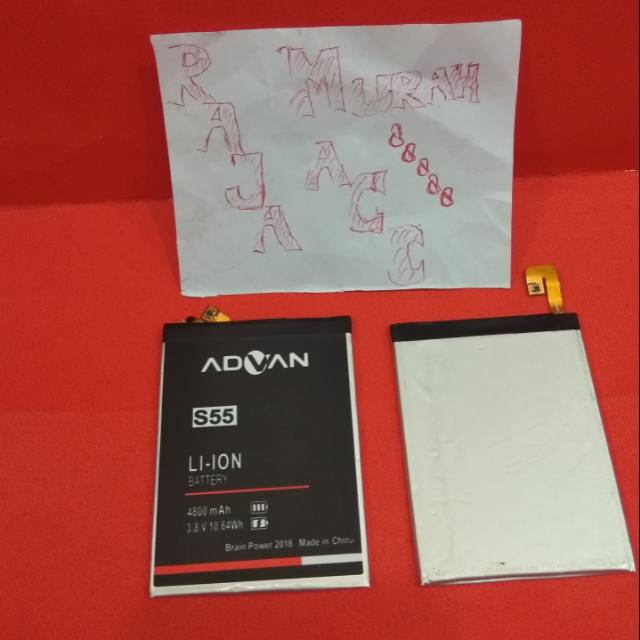 RAJA
MURAH
ACC
ADVAN
S55
LI-ION
BATTERY
4800 mAh
3.8 V 10.64Wh
Brain Power 2018 Made in China